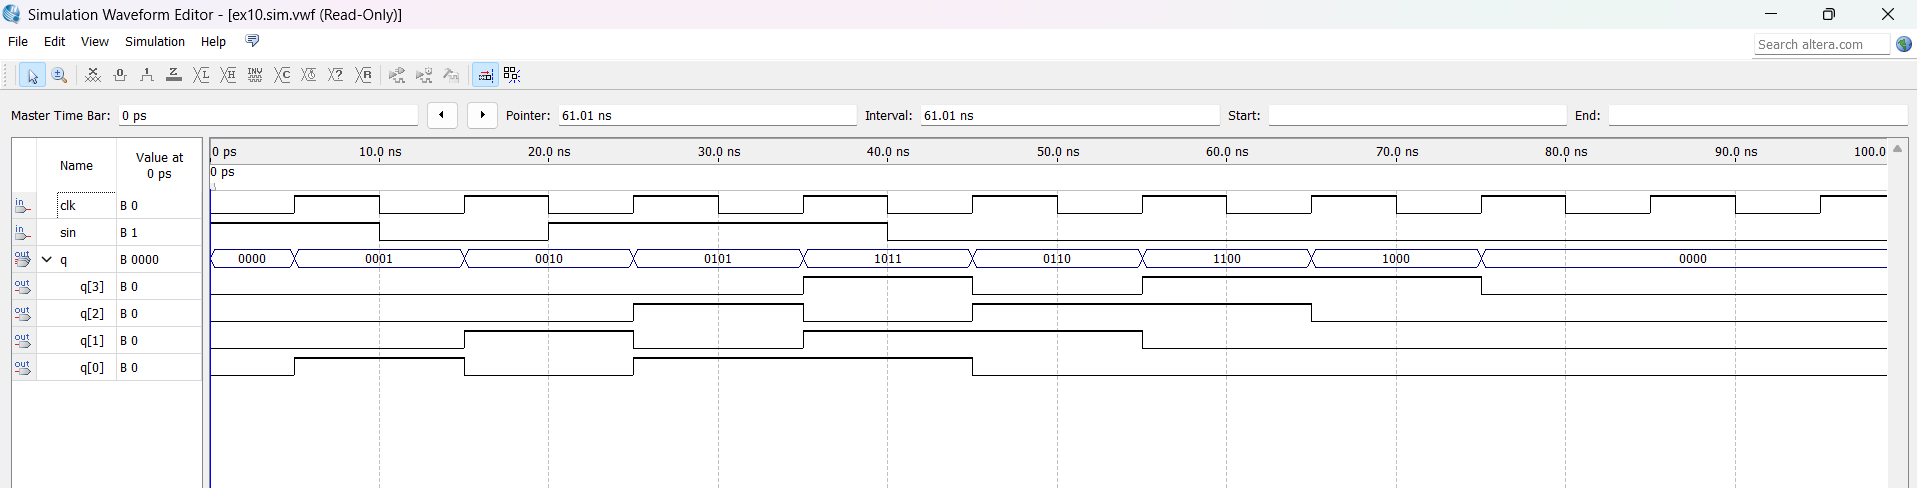 Simulation Waveform Editor - [ex10.sim.vwf (Read-Only)]
File Edit View Simulation Help
Search altera.com
Master Time Bar: 0 ps Pointer: 61.01 ns Interval: 61.01 ns Start: End:
Name Value at 0 ps
0 ps 10.0 ns 20.0 ns 30.0 ns 40.0 ns 50.0 ns 60.0 ns 70.0 ns 80.0 ns 90.0 ns 100.0
0 ps
in clk B 0
in sin B 1
out q B 0000 0000 0001 0010 0101 1011 0110 1100 1000 0000
out q[3] B 0
out q[2] B 0
out q[1] B 0
out q[0] B 0